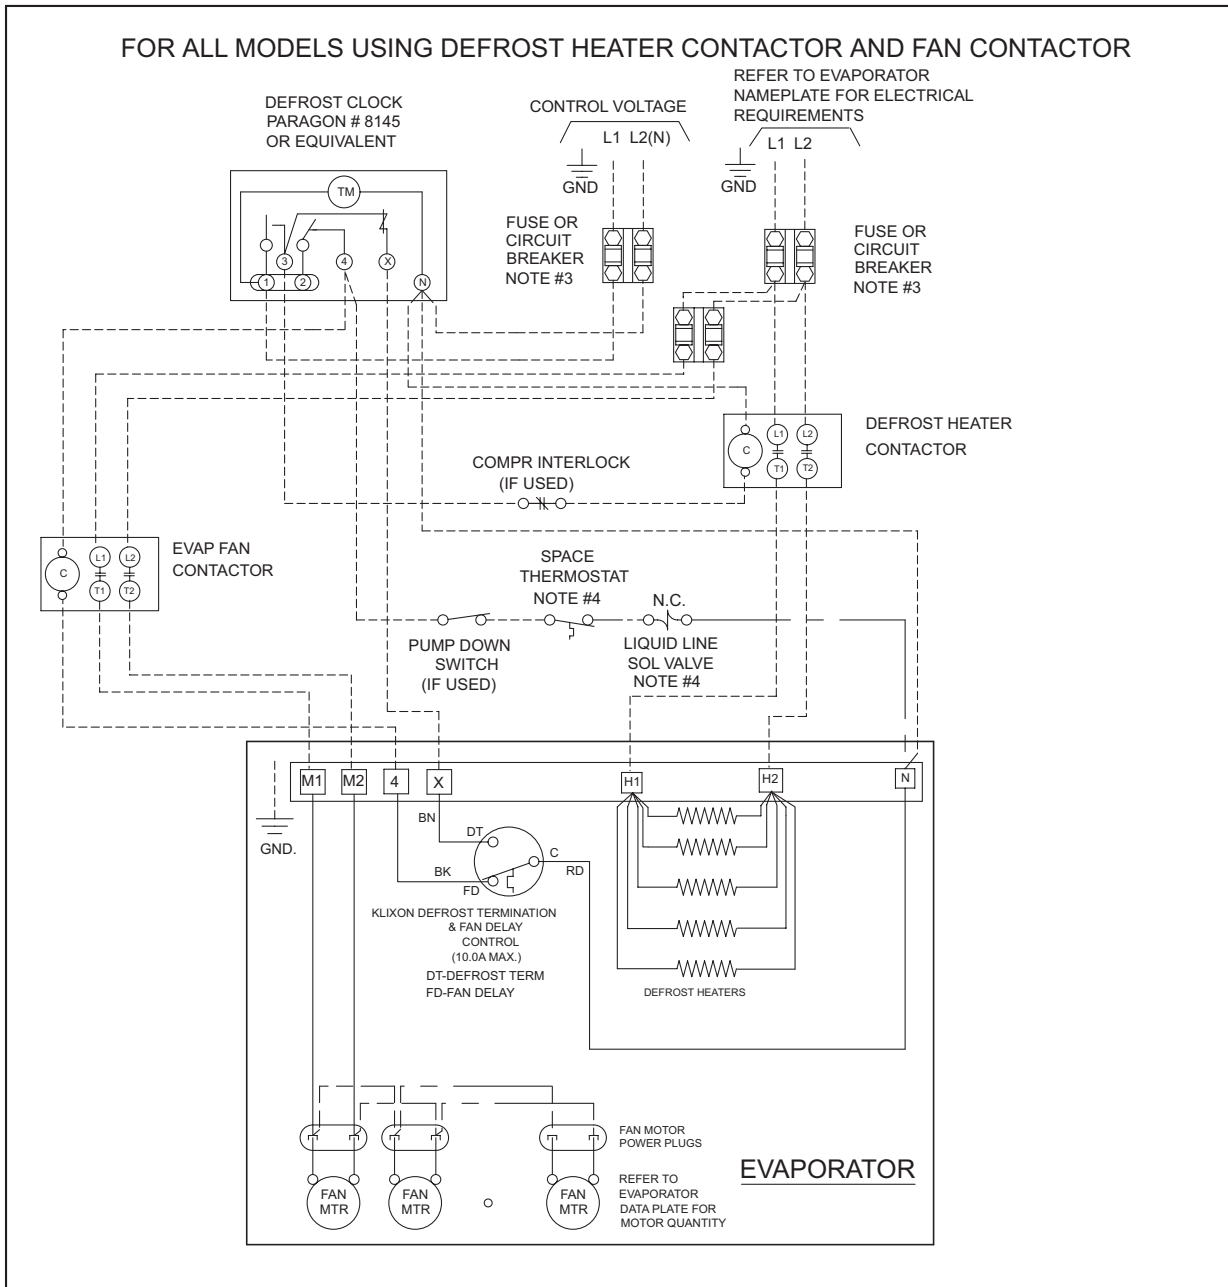 FOR ALL MODELS USING DEFROST HEATER CONTACTOR AND FAN CONTACTOR
DEFROST CLOCK
PARAGON # 8145
OR EQUIVALENT
CONTROL VOLTAGE
L1 L2(N)
GND
REFER TO EVAPORATOR
NAMEPLATE FOR ELECTRICAL
REQUIREMENTS
L1 L2
GND
TM
3
4
X
1
2
N
FUSE OR
CIRCUIT
BREAKER
NOTE #3
FUSE OR
CIRCUIT
BREAKER
NOTE #3
DEFROST HEATER
CONTACTOR
C
L1
L2
T1
T2
COMPR INTERLOCK
(IF USED)
EVAP FAN
CONTACTOR
C
L1
L2
T1
T2
SPACE
THERMOSTAT
NOTE #4
N.C.
PUMP DOWN
SWITCH
(IF USED)
LIQUID LINE
SOL VALVE
NOTE #4
M1
M2
4
X
H1
H2
N
GND.
BN
DT
C
RD
BK
FD
KLIXON DEFROST TERMINATION
& FAN DELAY
CONTROL
(10.0A MAX.)
DT-DEFROST TERM
FD-FAN DELAY
DEFROST HEATERS
FAN MOTOR
POWER PLUGS
FAN
MTR
FAN
MTR
FAN
MTR
REFER TO
EVAPORATOR
DATA PLATE FOR
MOTOR QUANTITY
EVAPORATOR